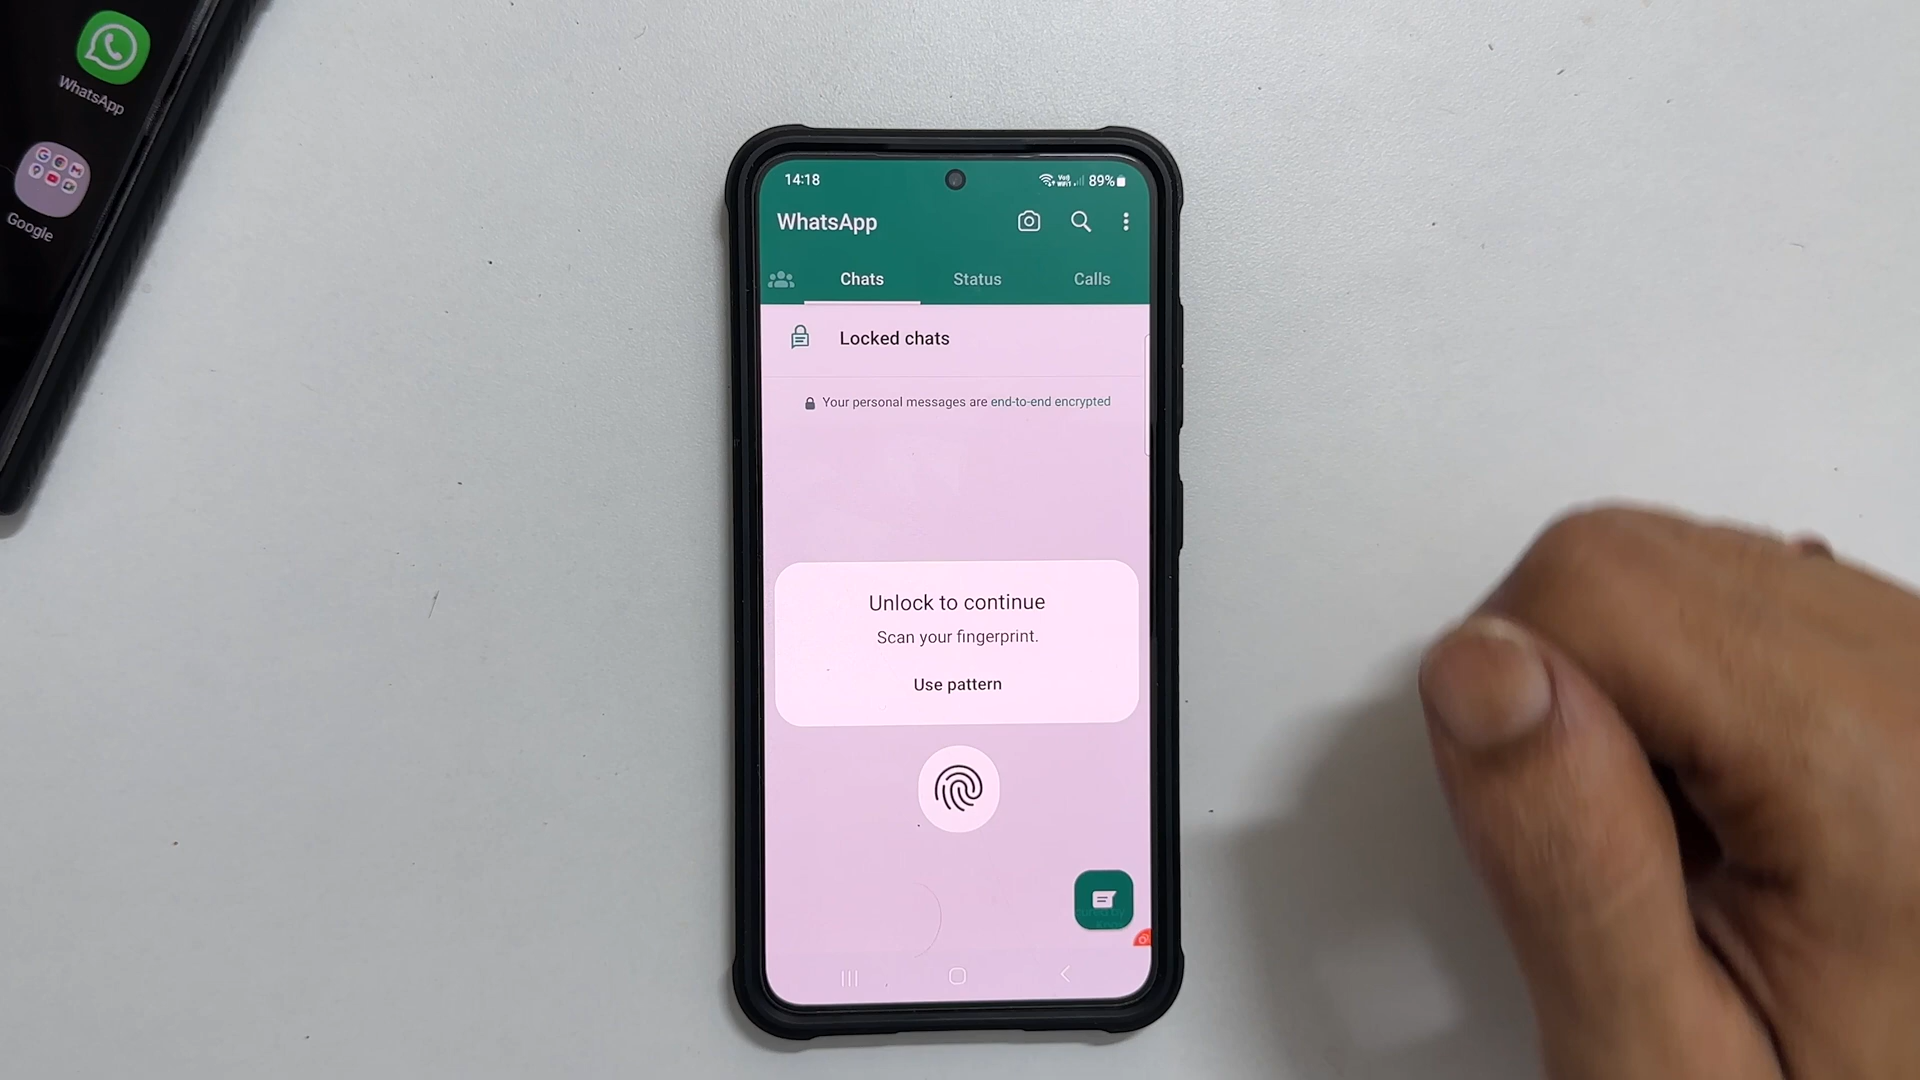 WhatsApp
Google
14:18
89%
WhatsApp
Chats
Status
Calls
Locked chats
Your personal messages are end-to-end encrypted
Unlock to continue
Scan your fingerprint.
Use pattern